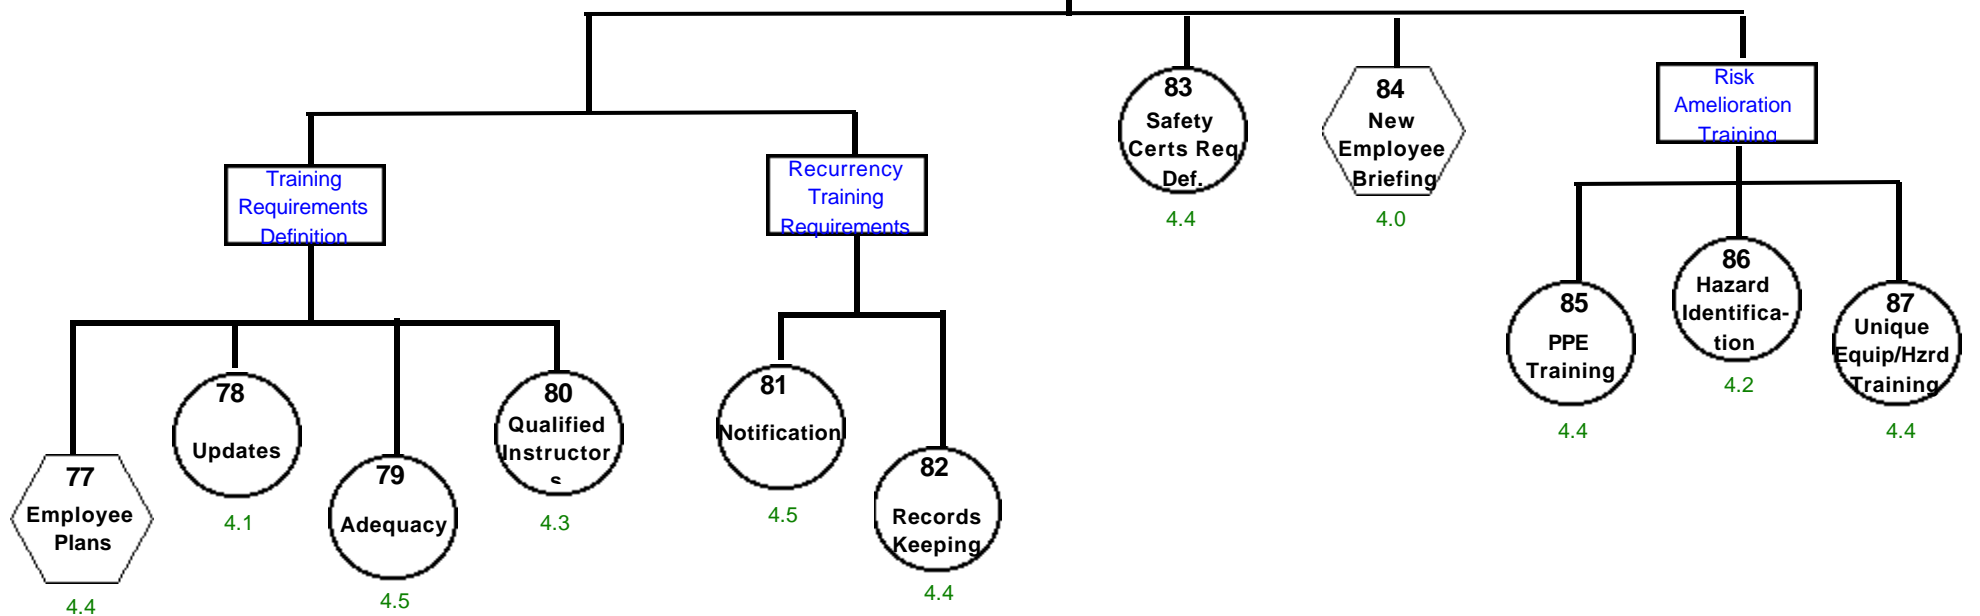 83
Safety
Certs Req
Def.
4.4
84
New
Employee
Briefing
4.0
Risk
Amelioration
Training
Training
Requirements
Definition
Recurrency
Training
Requirements
77
Employee
Plans
4.4
78
Updates
4.1
79
Adequacy
4.5
80
Qualified
Instructor
s
4.3
81
Notification
4.5
82
Records
Keeping
4.4
85
PPE
Training
4.4
86
Hazard
Identifica-
tion
4.2
87
Unique
Equip/Hzrd
Training
4.4